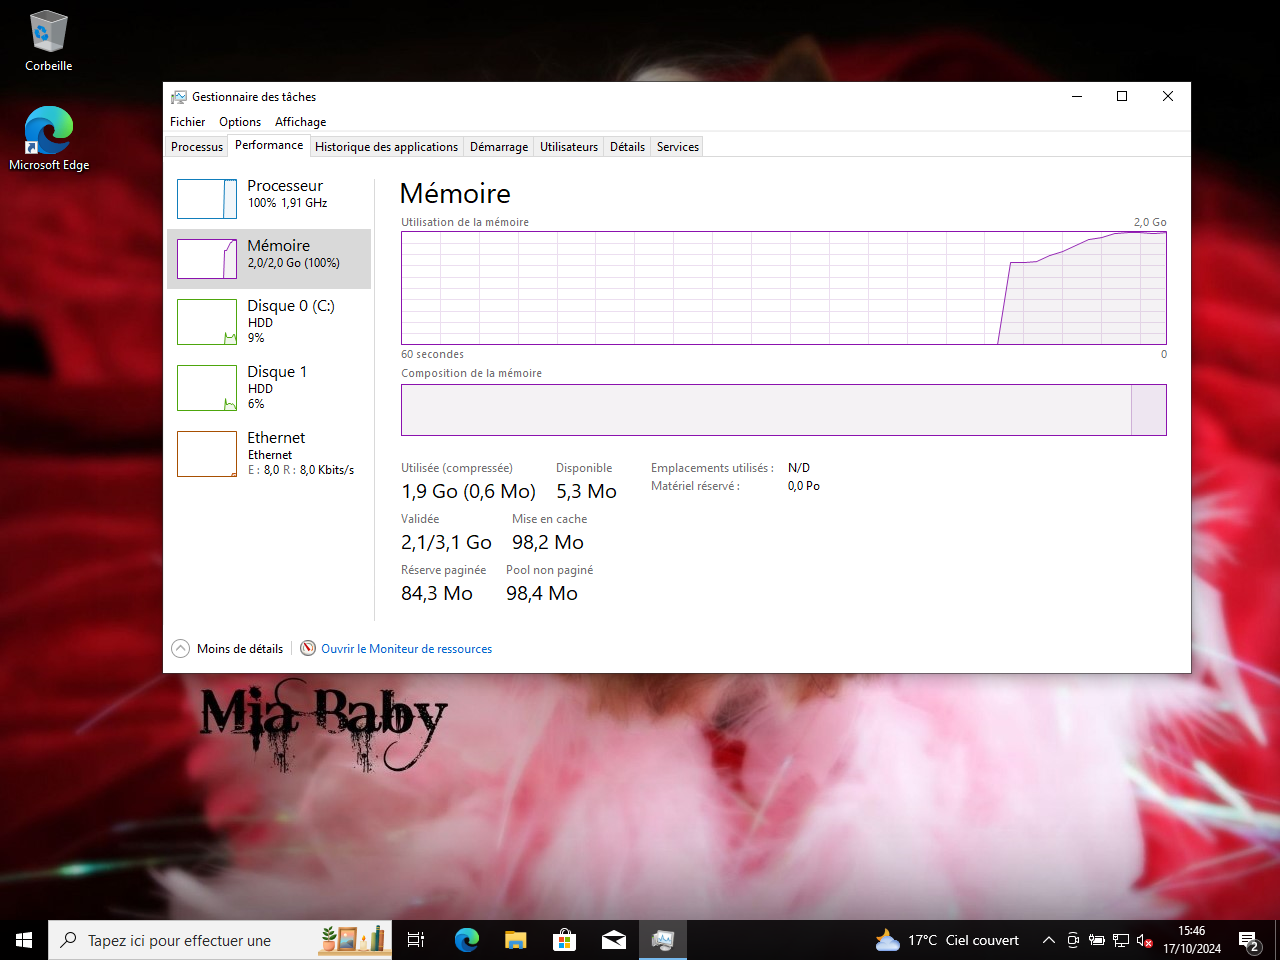 Corbeille
Microsoft Edge
Gestionnaire des tâches
Fichier Options Affichage
Processus Performance Historique des applications Démarrage Utilisateurs Détails Services
Processeur
100% 1,91 GHz
Mémoire
2,0/2,0 Go (100%)
Disque 0 (C:)
HDD
9%
Disque 1
HDD
6%
Ethernet
Ethernet
E : 8,0 R : 8,0 Kbits/s
Mémoire
Utilisation de la mémoire 2,0 Go
60 secondes 0
Composition de la mémoire
Utilisée (compressée) Disponible
1,9 Go (0,6 Mo) 5,3 Mo
Validée Mise en cache
2,1/3,1 Go 98,2 Mo
Réserve paginée Pool non paginé
84,3 Mo 98,4 Mo
Emplacements utilisés : N/D
Matériel réservé : 0,0 Po
Moins de détails Ouvrir le Moniteur de ressources
Mia Baby
Tapez ici pour effectuer une
17°C Ciel couvert
15:46
17/10/2024
2